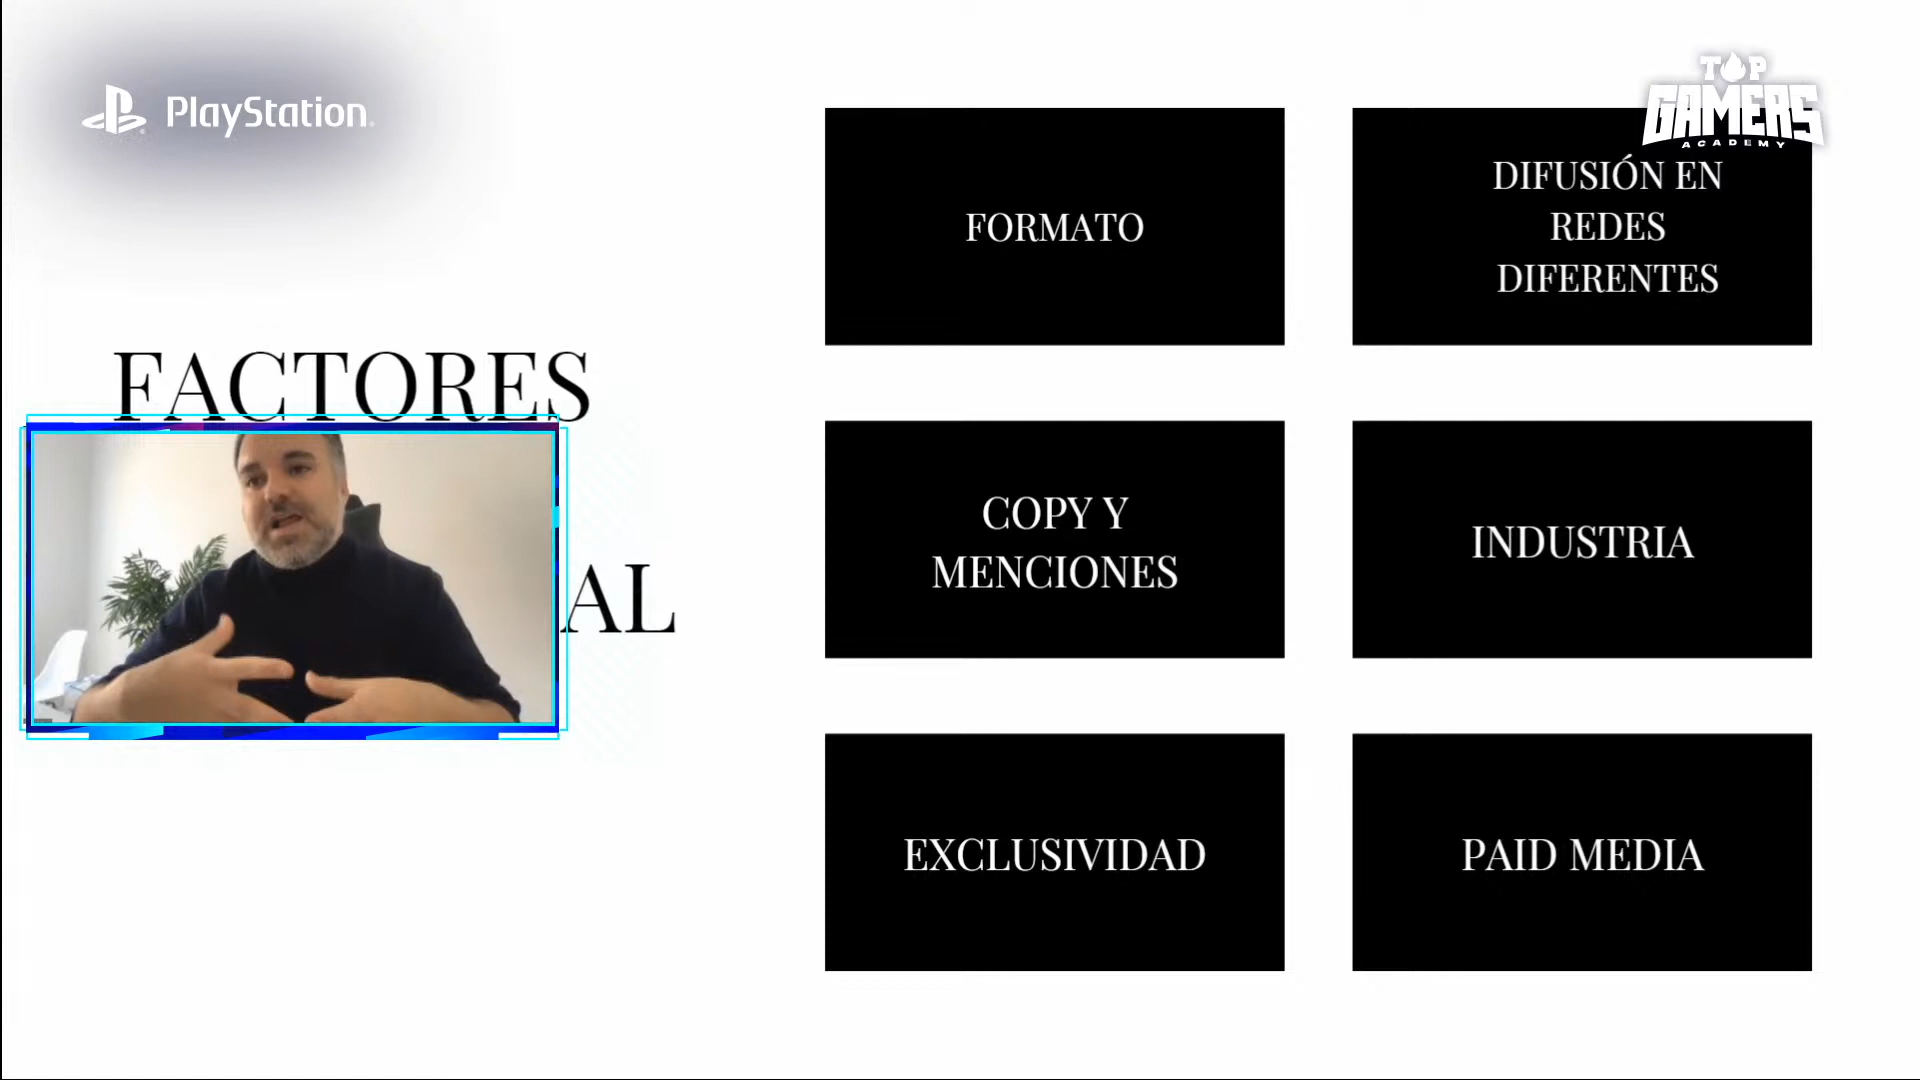 PlayStation
TOP
GAMERS
ACADEMY
FACTORES
AL
FORMATO
DIFUSIÓN EN
REDES
DIFERENTES
COPY Y
MENCIONES
INDUSTRIA
EXCLUSIVIDAD
PAID MEDIA